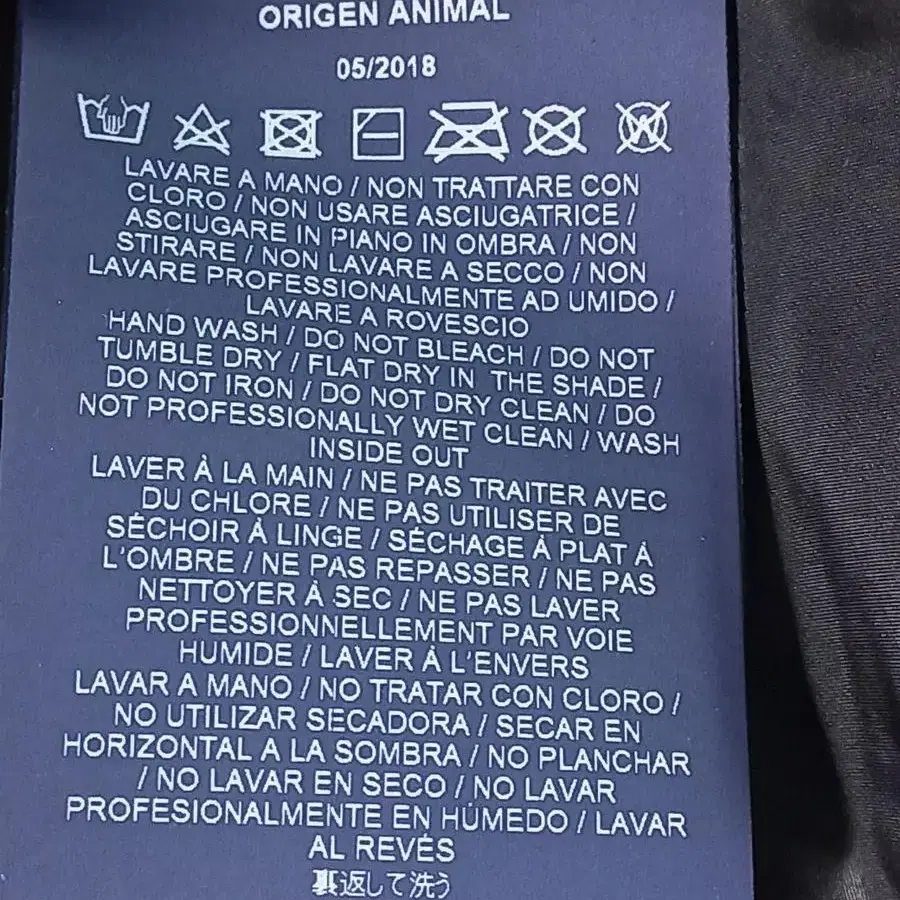 ORIGEN ANIMAL
05/2018
LAVARE A MANO / NON TRATTARE CON
CLORO / NON USARE ASCIUGATRICE /
ASCIUGARE IN PIANO IN OMBRA / NON
STIRARE / NON LAVARE A SECCO / NON
LAVARE PROFESSIONALMENTE AD UMIDO /
LAVARE A ROVESCIO
HAND WASH / DO NOT BLEACH / DO NOT
TUMBLE DRY / FLAT DRY IN THE SHADE /
DO NOT IRON / DO NOT DRY CLEAN / DO
NOT PROFESSIONALLY WET CLEAN / WASH
INSIDE OUT
LAVER À LA MAIN / NE PAS TRAITER AVEC
DU CHLORE / NE PAS UTILISER DE
SÉCHOIR À LINGE / SÉCHAGE À PLAT À
L'OMBRE / NE PAS REPASSER / NE PAS
NETTOYER À SEC / NE PAS LAVER
PROFESSIONNELLEMENT PAR VOIE
HUMIDE / LAVER À L'ENVERS
LAVAR A MANO / NO TRATAR CON CLORO /
NO UTILIZAR SECADORA / SECAR EN
HORIZONTAL A LA SOMBRA / NO PLANCHAR
/ NO LAVAR EN SECO / NO LAVAR
PROFESIONALMENTE EN HÚMEDO / LAVAR
AL REVÉS
裏返して洗う